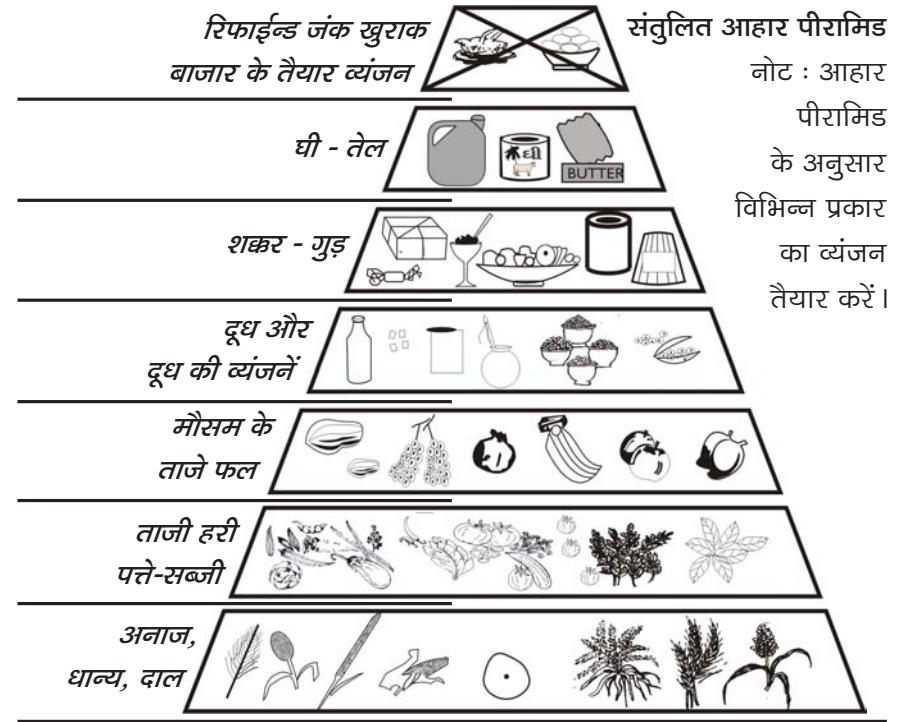 संतुलित आहार पीरामिड
नोट : आहार
पीरामिड
के अनुसार
विभिन्न प्रकार
का व्यंजन
तैयार करें।
रिफाईन्ड जंक खुराक
बाजार के तैयार व्यंजन
घी - तेल
ઘી
BUTTER
शक्कर - गुड़
दूध और
दूध की व्यंजनें
मौसम के
ताजे फल
ताजी हरी
पत्ते-सब्जी
अनाज,
धान्य, दाल